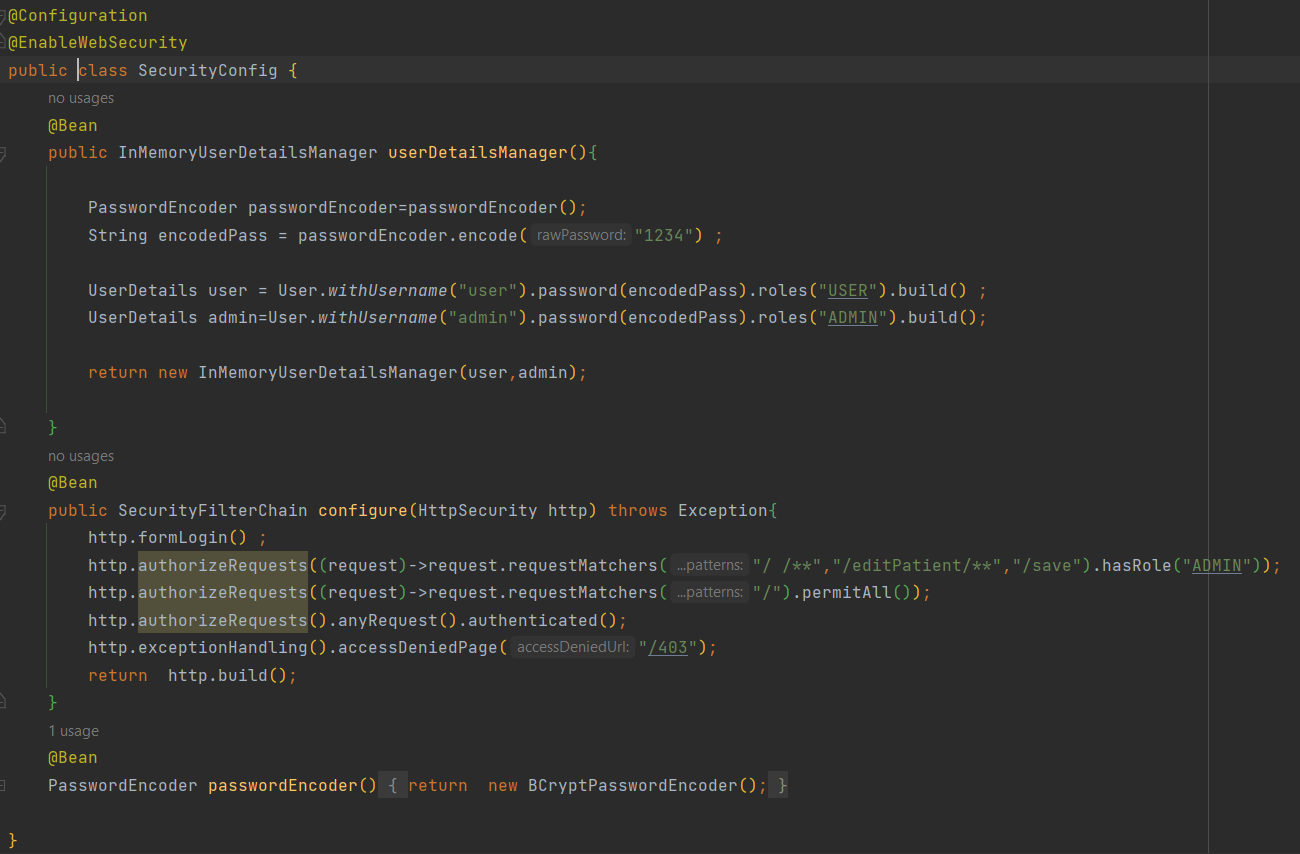 @Configuration
@EnableWebSecurity
public class SecurityConfig {
no usages
@Bean
public InMemoryUserDetailsManager userDetailsManager(){
PasswordEncoder passwordEncoder=passwordEncoder();
String encodedPass = passwordEncoder.encode( rawPassword: "1234") ;
UserDetails user = User.withUsername("user").password(encodedPass).roles("USER").build() ;
UserDetails admin=User.withUsername("admin").password(encodedPass).roles("ADMIN").build();
return new InMemoryUserDetailsManager(user,admin);
}
no usages
@Bean
public SecurityFilterChain configure(HttpSecurity http) throws Exception{
http.formLogin() ;
http.authorizeRequests((request)->request.requestMatchers( ...patterns: "/ /**","/editPatient/**","/save").hasRole("ADMIN"));
http.authorizeRequests((request)->request.requestMatchers( ...patterns: "/").permitAll());
http.authorizeRequests().anyRequest().authenticated();
http.exceptionHandling().accessDeniedPage( accessDeniedUrl: "/403");
return  http.build();
}
1 usage
@Bean
PasswordEncoder passwordEncoder() { return  new BCryptPasswordEncoder(); }
}